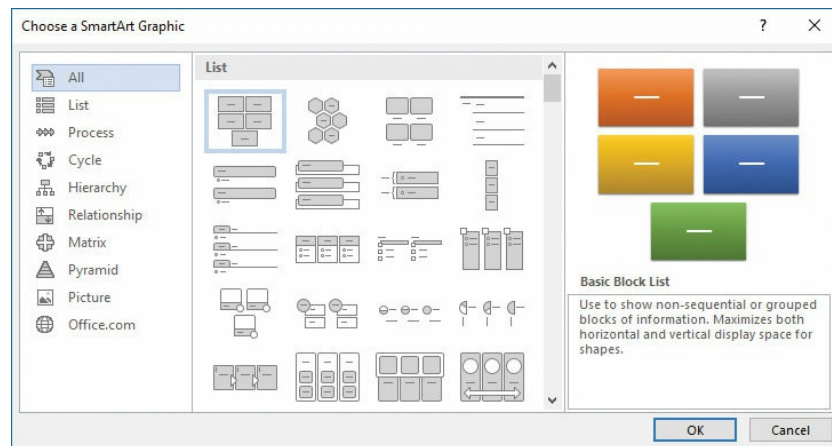 Choose a SmartArt Graphic
?
All
List
Process
Cycle
Hierarchy
Relationship
Matrix
Pyramid
Picture
Office.com
List
Basic Block List
Use to show non-sequential or grouped
blocks of information. Maximizes both
horizontal and vertical display space for
shapes.
OK
Cancel